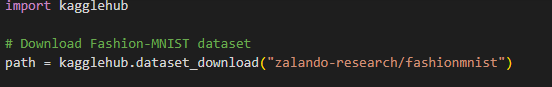 import kagglehub
# Download Fashion-MNIST dataset
path = kagglehub.dataset_download("zalando-research/fashionmnist")